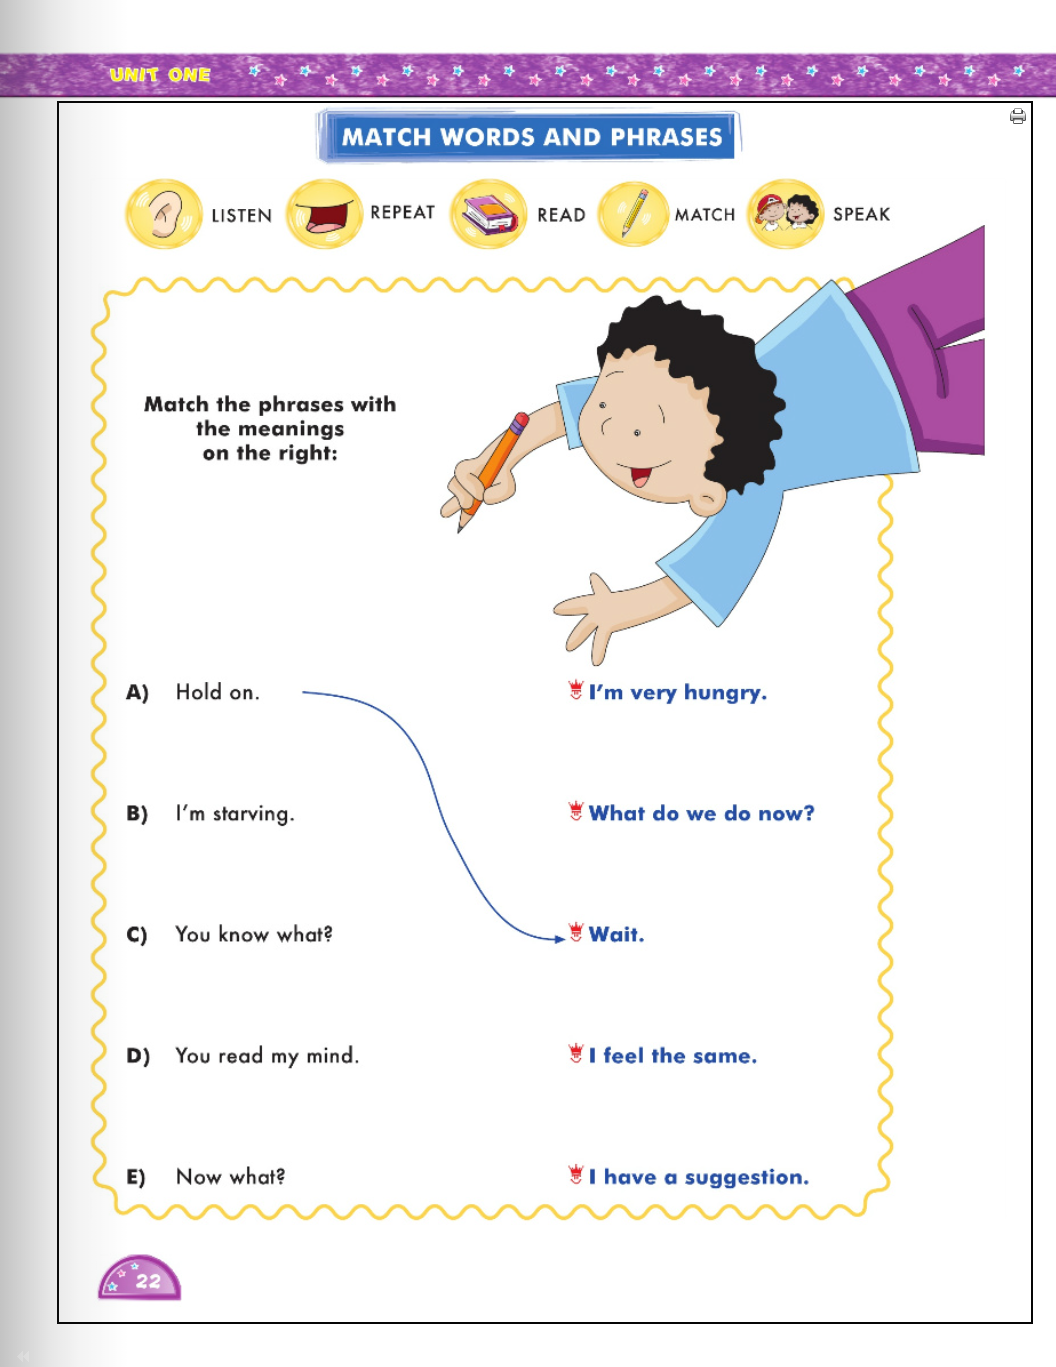 UNIT ONE
MATCH WORDS AND PHRASES
LISTEN REPEAT READ MATCH SPEAK
Match the phrases with
the meanings
on the right:
A) Hold on. I'm very hungry.
B) I'm starving. What do we do now?
C) You know what? Wait.
D) You read my mind. I feel the same.
E) Now what? I have a suggestion.
22